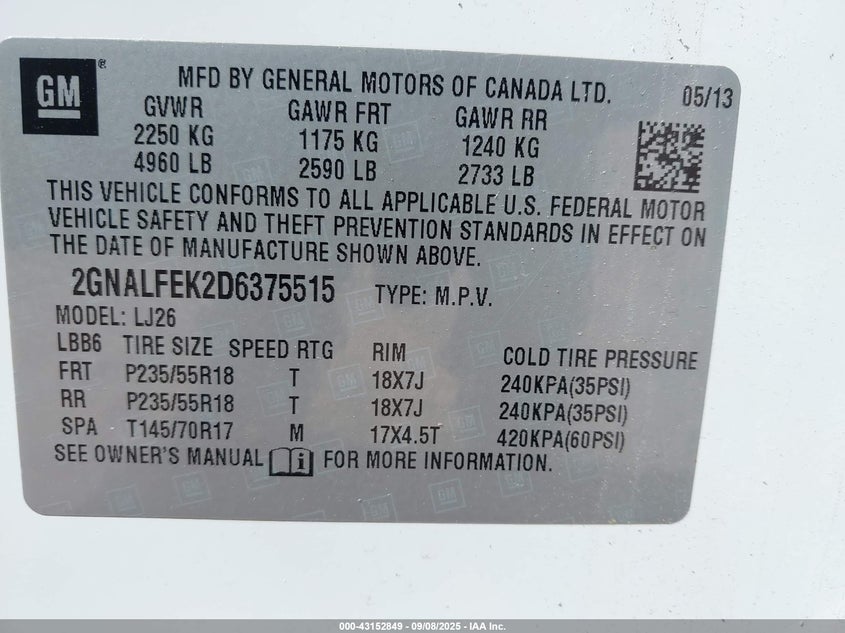 GM ®
MFD BY GENERAL MOTORS OF CANADA LTD. 05/13
GVWR GAWR FRT GAWR RR
2250 KG 1175 KG 1240 KG
4960 LB 2590 LB 2733 LB
THIS VEHICLE CONFORMS TO ALL APPLICABLE U.S. FEDERAL MOTOR
VEHICLE SAFETY AND THEFT PREVENTION STANDARDS IN EFFECT ON
THE DATE OF MANUFACTURE SHOWN ABOVE.
2GNALFEK2D6375515 TYPE: M.P.V.
MODEL: LJ26
LBB6 TIRE SIZE SPEED RTG RIM COLD TIRE PRESSURE
FRT P235/55R18 T 18X7J 240KPA(35PSI)
RR P235/55R18 T 18X7J 240KPA(35PSI)
SPA T145/70R17 M 17X4.5T 420KPA(60PSI)
SEE OWNER'S MANUAL FOR MORE INFORMATION.
000-43152849 - 09/08/2025 - IAA Inc.